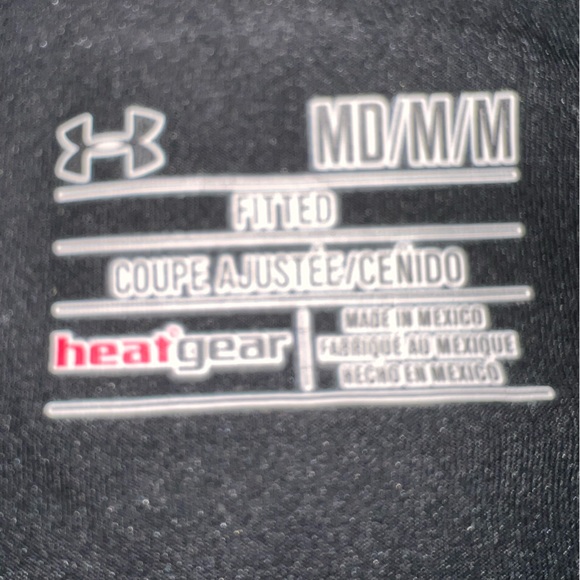 MD/M/M
FITTED
COUPE AJUSTÉE/CEÑIDO
heatgear
MADE IN MEXICO
FABRIQUÉ AU MEXIQUE
HECHO EN MEXICO